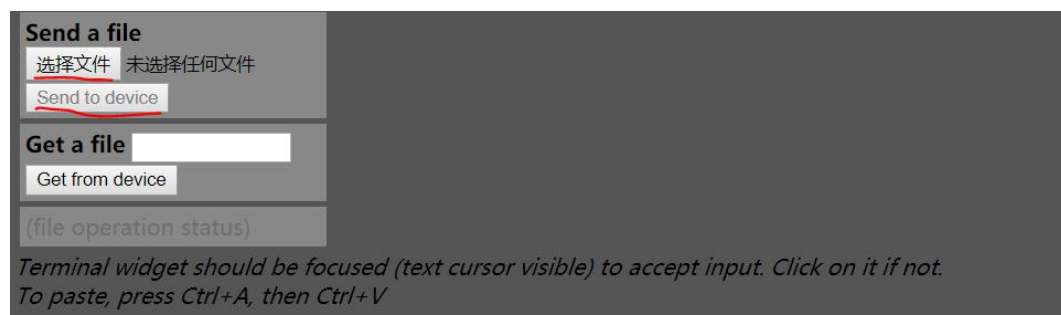 Send a file
选择文件 未选择任何文件
Send to device
Get a file
Get from device
(file operation status)
Terminal widget should be focused (text cursor visible) to accept input. Click on it if not.
To paste, press Ctrl+A, then Ctrl+V